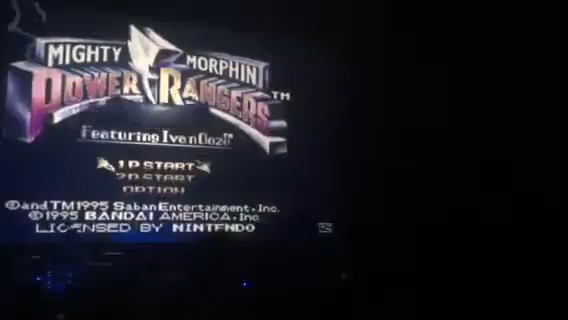 MIGHTY MORPHIN
POWER RANGERS TM
Featuring Ivan Ooze TM
1P START
2P START
OPTION
© and TM 1995 Saban Entertainment, Inc.
© 1995 BANDAI AMERICA, Inc.
LICENSED BY NINTENDO